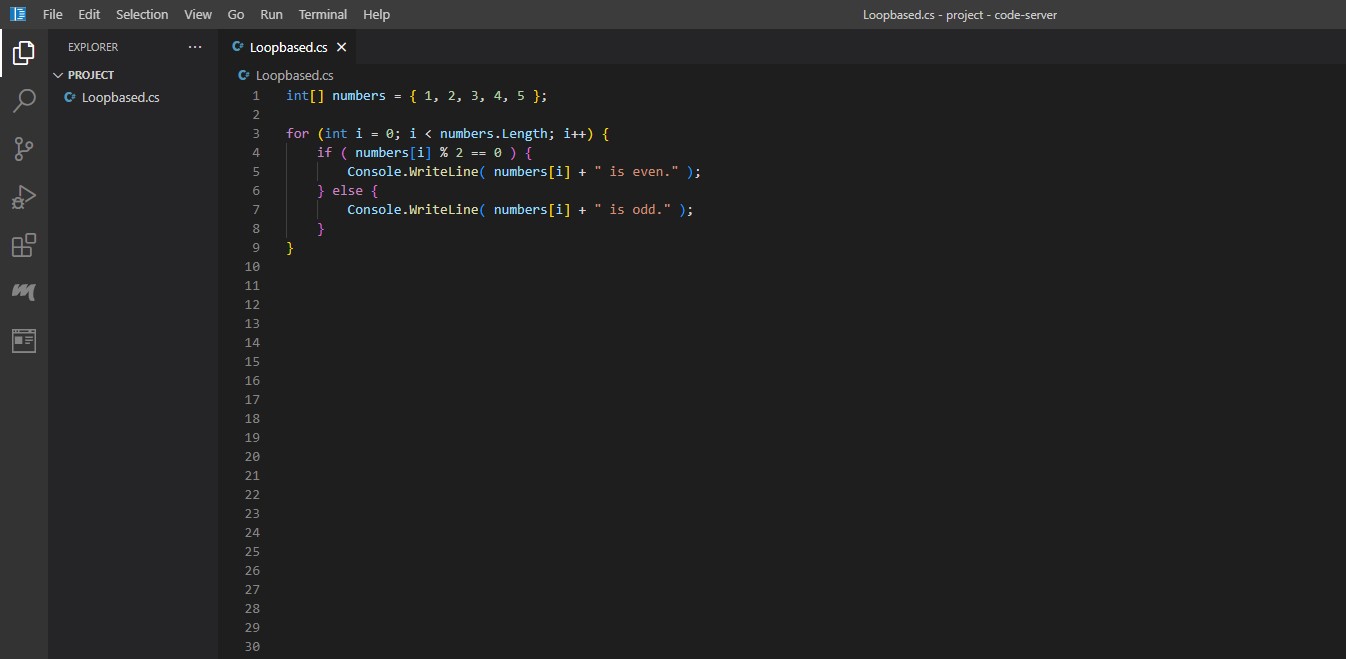 File Edit Selection View Go Run Terminal Help Loopbased.cs - project - code-server
EXPLORER ···
PROJECT
Loopbased.cs
Loopbased.cs
Loopbased.cs
1 int[] numbers = { 1, 2, 3, 4, 5 };
2
3 for (int i = 0; i < numbers.Length; i++) {
4     if ( numbers[i] % 2 == 0 ) {
5         Console.WriteLine( numbers[i] + " is even." );
6     } else {
7         Console.WriteLine( numbers[i] + " is odd." );
8     }
9 }
10
11
12
13
14
15
16
17
18
19
20
21
22
23
24
25
26
27
28
29
30